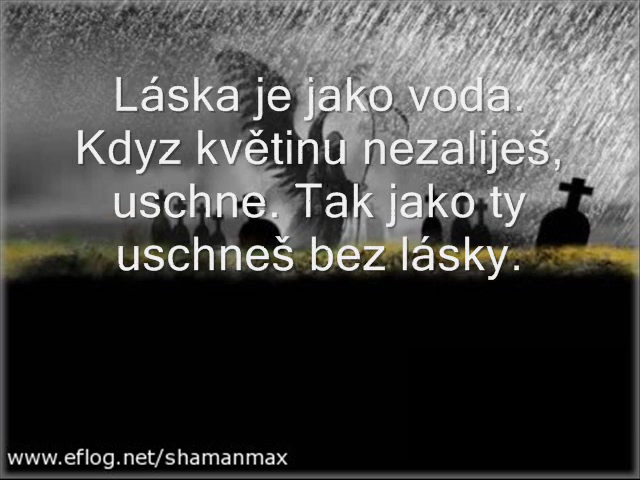 Láska je jako voda.
Kdyz květinu nezaliješ,
uschne. Tak jako ty
uschneš bez lásky.
www.eflog.net/shamanmax